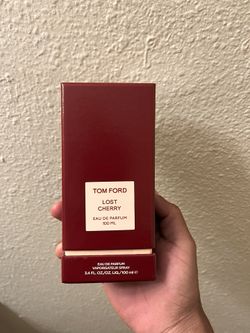 TOM FORD
LOST
CHERRY
EAU DE PARFUM
100 ML
EAU DE PARFUM
VAPORISATEUR SPRAY
3.4 FL.OZ./OZ. LIQ./100 ml ℮